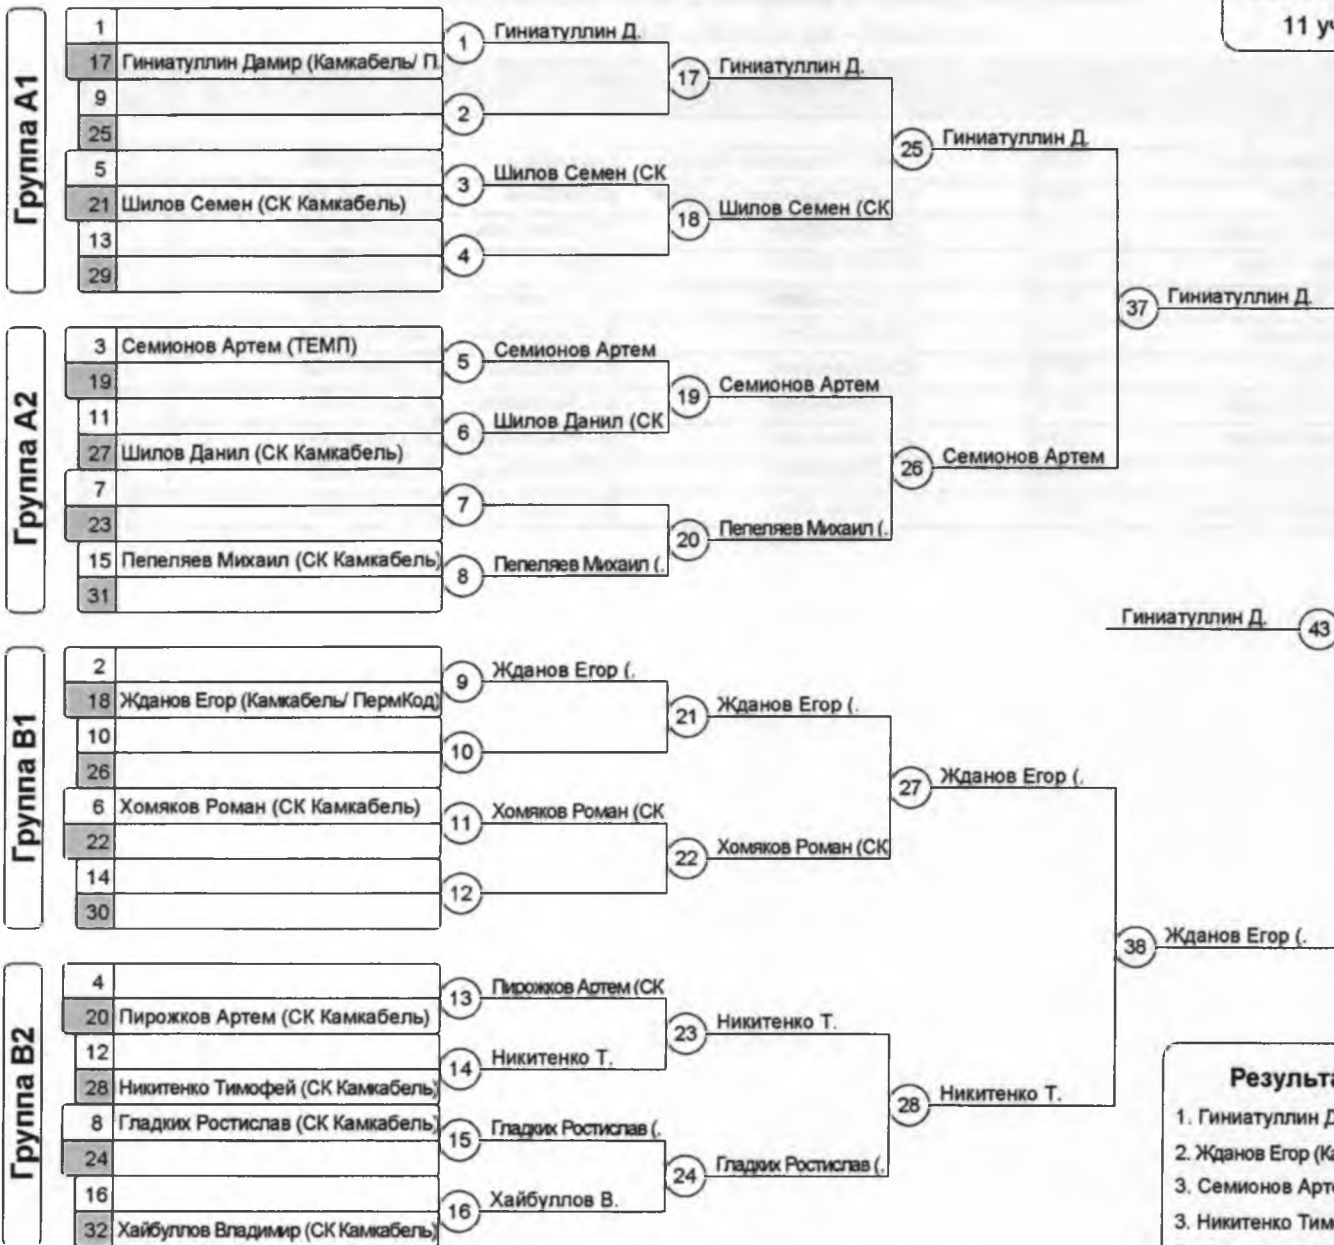 11 уч
Группа A1
1
17 Гиниатуллин Дамир (Камкабель/ П.
9
25
5
21 Шилов Семен (СК Камкабель)
13
29
1 Гиниатуллин Д.
2
3 Шилов Семен (СК
4
17 Гиниатуллин Д.
18 Шилов Семен (СК
25 Гиниатуллин Д.
Группа A2
3 Семионов Артем (ТЕМП)
19
11
27 Шилов Данил (СК Камкабель)
7
23
15 Пепеляев Михаил (СК Камкабель)
31
5 Семионов Артем
6 Шилов Данил (СК
7
8 Пепеляев Михаил (.
19 Семионов Артем
20 Пепеляев Михаил (.
26 Семионов Артем
37 Гиниатуллин Д.
Гиниатуллин Д. 43
Группа B1
2
18 Жданов Егор (Камкабель/ ПермКод)
10
26
6 Хомяков Роман (СК Камкабель)
22
14
30
9 Жданов Егор (.
10
11 Хомяков Роман (СК
12
21 Жданов Егор (.
22 Хомяков Роман (СК
27 Жданов Егор (.
Группа B2
4
20 Пирожков Артем (СК Камкабель)
12
28 Никитенко Тимофей (СК Камкабель)
8 Гладких Ростислав (СК Камкабель)
24
16
32 Хайбуллов Владимир (СК Камкабель)
13 Пирожков Артем (СК
14 Никитенко Т.
15 Гладких Ростислав (.
16 Хайбуллов В.
23 Никитенко Т.
24 Гладких Ростислав (.
28 Никитенко Т.
38 Жданов Егор (.
Результа
1. Гиниатуллин Д
2. Жданов Егор (Ка
3. Семионов Арте
3. Никитенко Тим